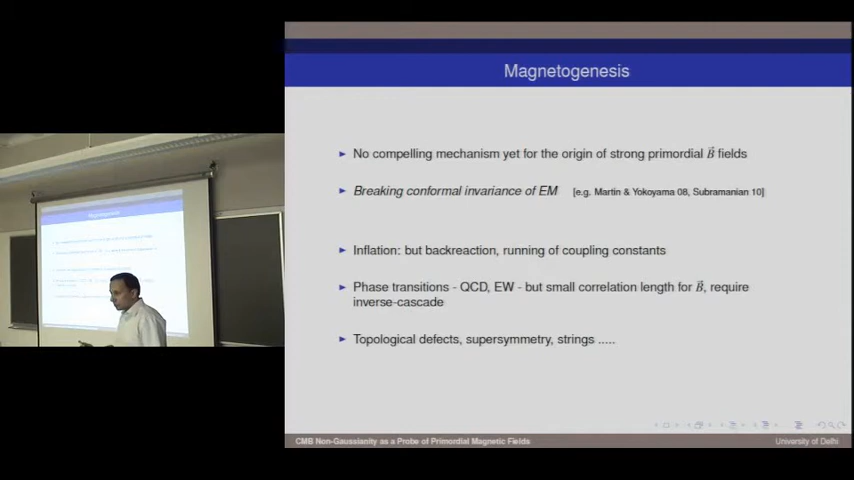 Magnetogenesis
► No compelling mechanism yet for the origin of strong primordial B⃗ fields
► Breaking conformal invariance of EM [e.g. Martin & Yokoyama 08, Subramanian 10]
► Inflation: but backreaction, running of coupling constants
► Phase transitions - QCD, EW - but small correlation length for B⃗, require
inverse-cascade
► Topological defects, supersymmetry, strings .....
CMB Non-Gaussianity as a Probe of Primordial Magnetic Fields
University of Delhi